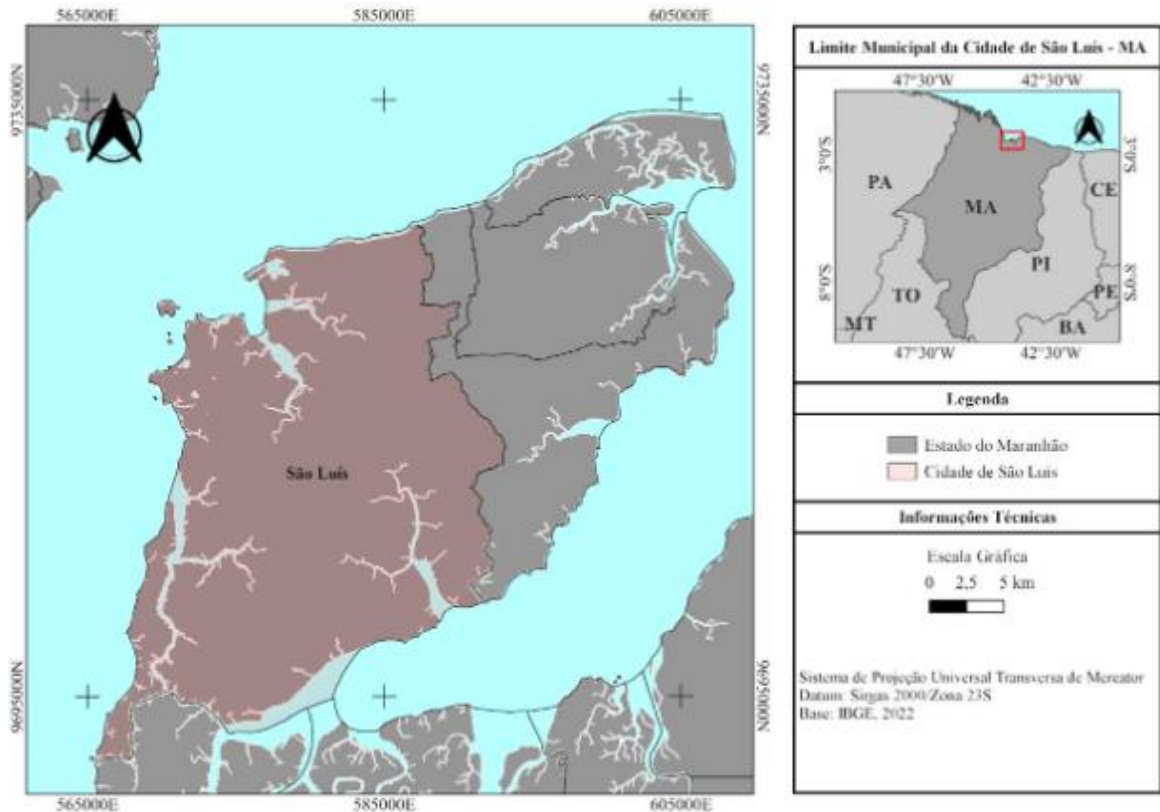 565000E 585000E 605000E
9735000N 9735000N
São Luís
9695000N 9695000N
565000E 585000E 605000E
Limite Municipal da Cidade de São Luis - MA
47°30'W 42°30'W
3°0'S 3°0'S
PA
MA
CE
PI
TO
PE
MT
BA
8°0'S 8°0'S
47°30'W 42°30'W
Legenda
Estado do Maranhão
Cidade de São Luis
Informações Técnicas
Escala Gráfica
0 2,5 5 km
Sistema de Projeção Universal Transversa de Mercator
Datum: Sirgas 2000/Zona 23S
Base: IBGE, 2022